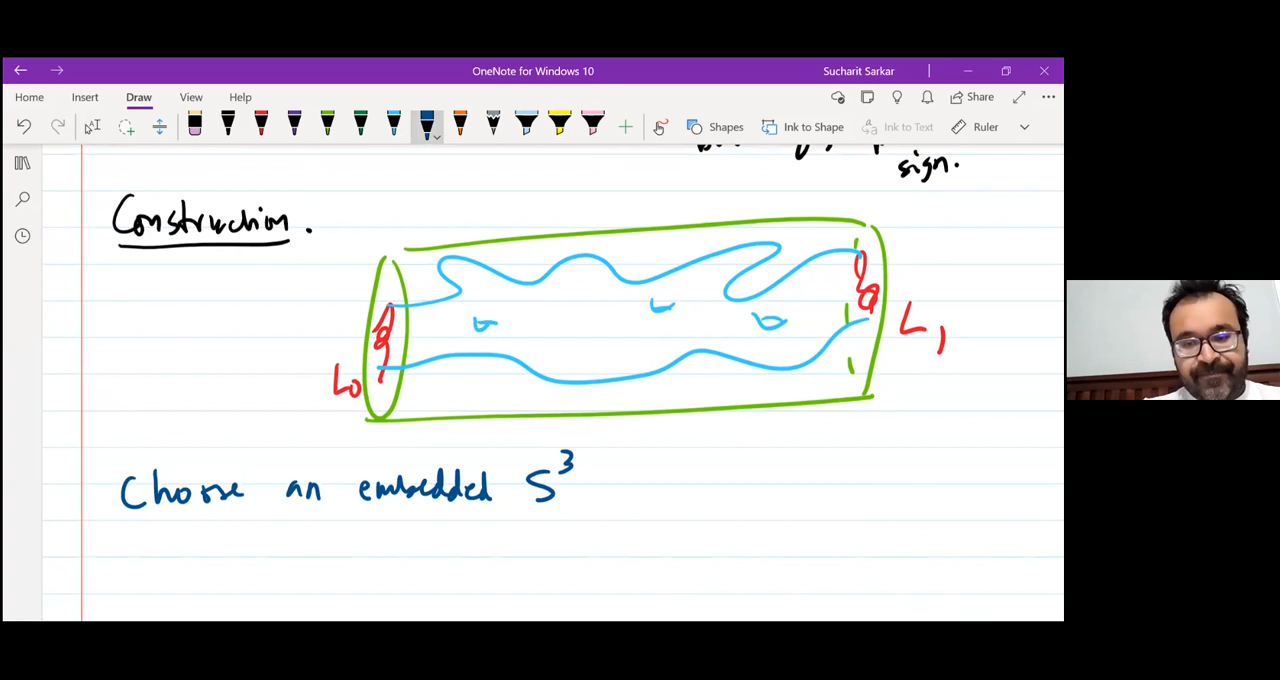 OneNote for Windows 10
Sucharit Sarkar
Home Insert Draw View Help
Share
Shapes Ink to Shape Ink to Text Ruler
sign.
Construction.
L0
L1
Choose an embedded S³